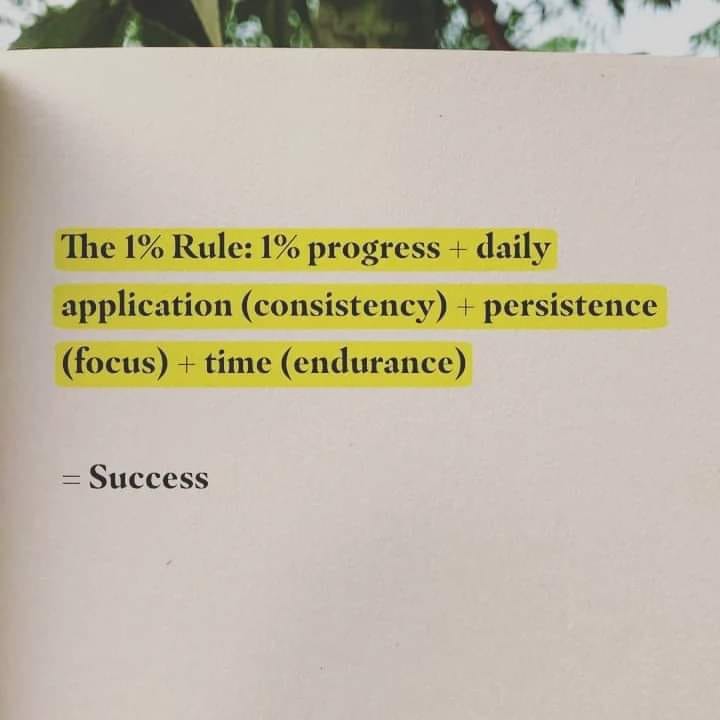 The 1% Rule: 1% progress + daily
application (consistency) + persistence
(focus) + time (endurance)
= Success